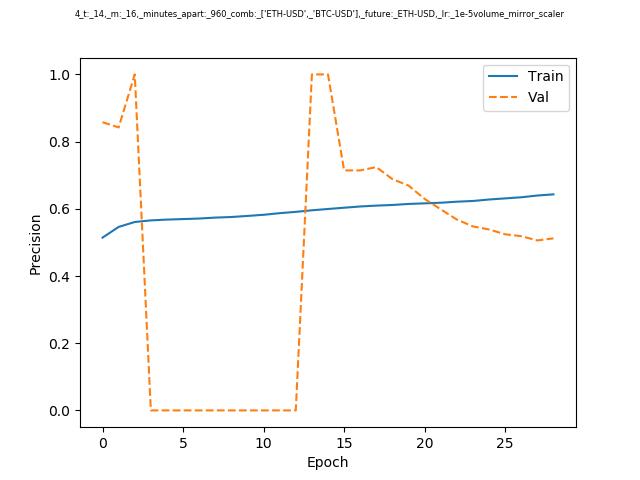 4_t:_14,_m:_16,_minutes_apart:_960_comb:_['ETH-USD',_'BTC-USD'],_future:_ETH-USD,_lr:_1e-5volume_mirror_scaler
Train
Val
1.0
0.8
0.6
0.4
0.2
0.0
Precision
0
5
10
15
20
25
Epoch